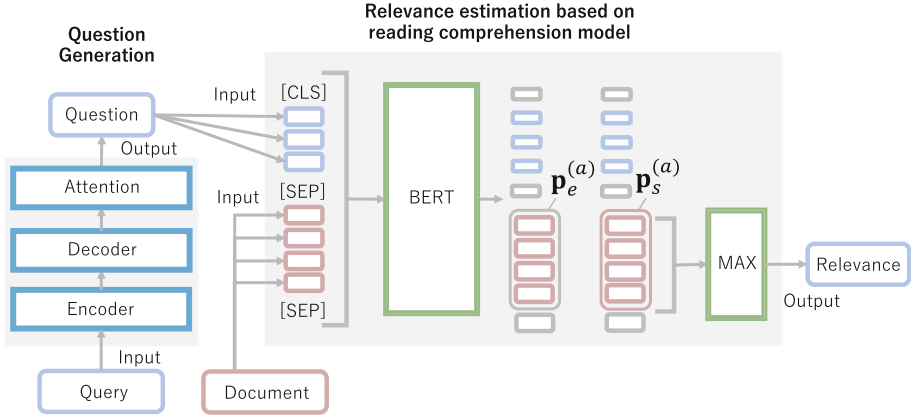 Question
Generation
Relevance estimation based on
reading comprehension model
Question
Output
Attention
Decoder
Encoder
Input
Query
Input
[CLS]
Input
[SEP]
[SEP]
Document
BERT
p_e^(a)
p_s^(a)
MAX
Output
Relevance